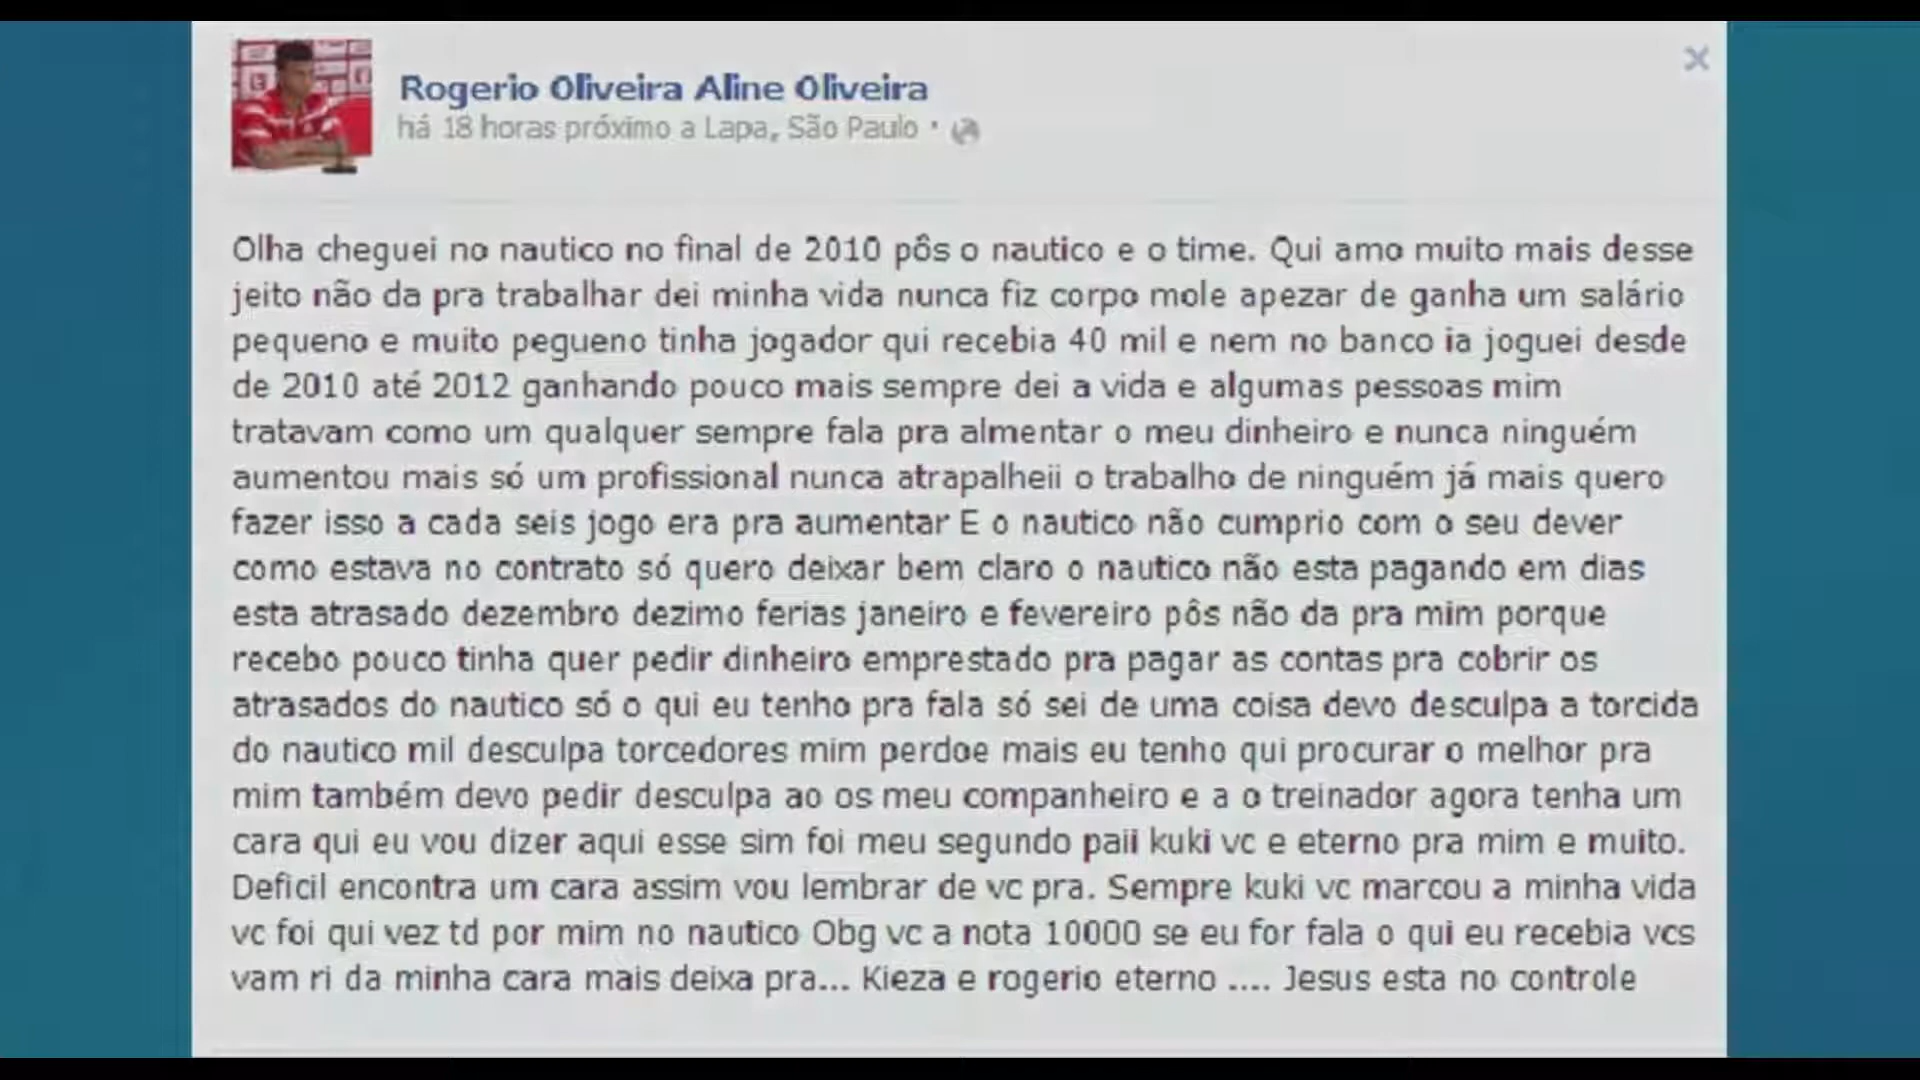 Rogerio Oliveira Aline Oliveira
há 18 horas próximo a Lapa, São Paulo ·
Olha cheguei no nautico no final de 2010 pôs o nautico e o time. Qui amo muito mais desse
jeito não da pra trabalhar dei minha vida nunca fiz corpo mole apezar de ganha um salário
pequeno e muito pegueno tinha jogador qui recebia 40 mil e nem no banco ia joguei desde
de 2010 até 2012 ganhando pouco mais sempre dei a vida e algumas pessoas mim
tratavam como um qualquer sempre fala pra almentar o meu dinheiro e nunca ninguém
aumentou mais só um profissional nunca atrapalheii o trabalho de ninguém já mais quero
fazer isso a cada seis jogo era pra aumentar E o nautico não cumprio com o seu dever
como estava no contrato só quero deixar bem claro o nautico não esta pagando em dias
esta atrasado dezembro dezimo ferias janeiro e fevereiro pôs não da pra mim porque
recebo pouco tinha quer pedir dinheiro emprestado pra pagar as contas pra cobrir os
atrasados do nautico só o qui eu tenho pra fala só sei de uma coisa devo desculpa a torcida
do nautico mil desculpa torcedores mim perdoe mais eu tenho qui procurar o melhor pra
mim também devo pedir desculpa ao os meu companheiro e a o treinador agora tenha um
cara qui eu vou dizer aqui esse sim foi meu segundo paii kuki vc e eterno pra mim e muito.
Deficil encontra um cara assim vou lembrar de vc pra. Sempre kuki vc marcou a minha vida
vc foi qui vez td por mim no nautico Obg vc a nota 10000 se eu for fala o qui eu recebia vcs
vam ri da minha cara mais deixa pra... Kieza e rogerio eterno .... Jesus esta no controle